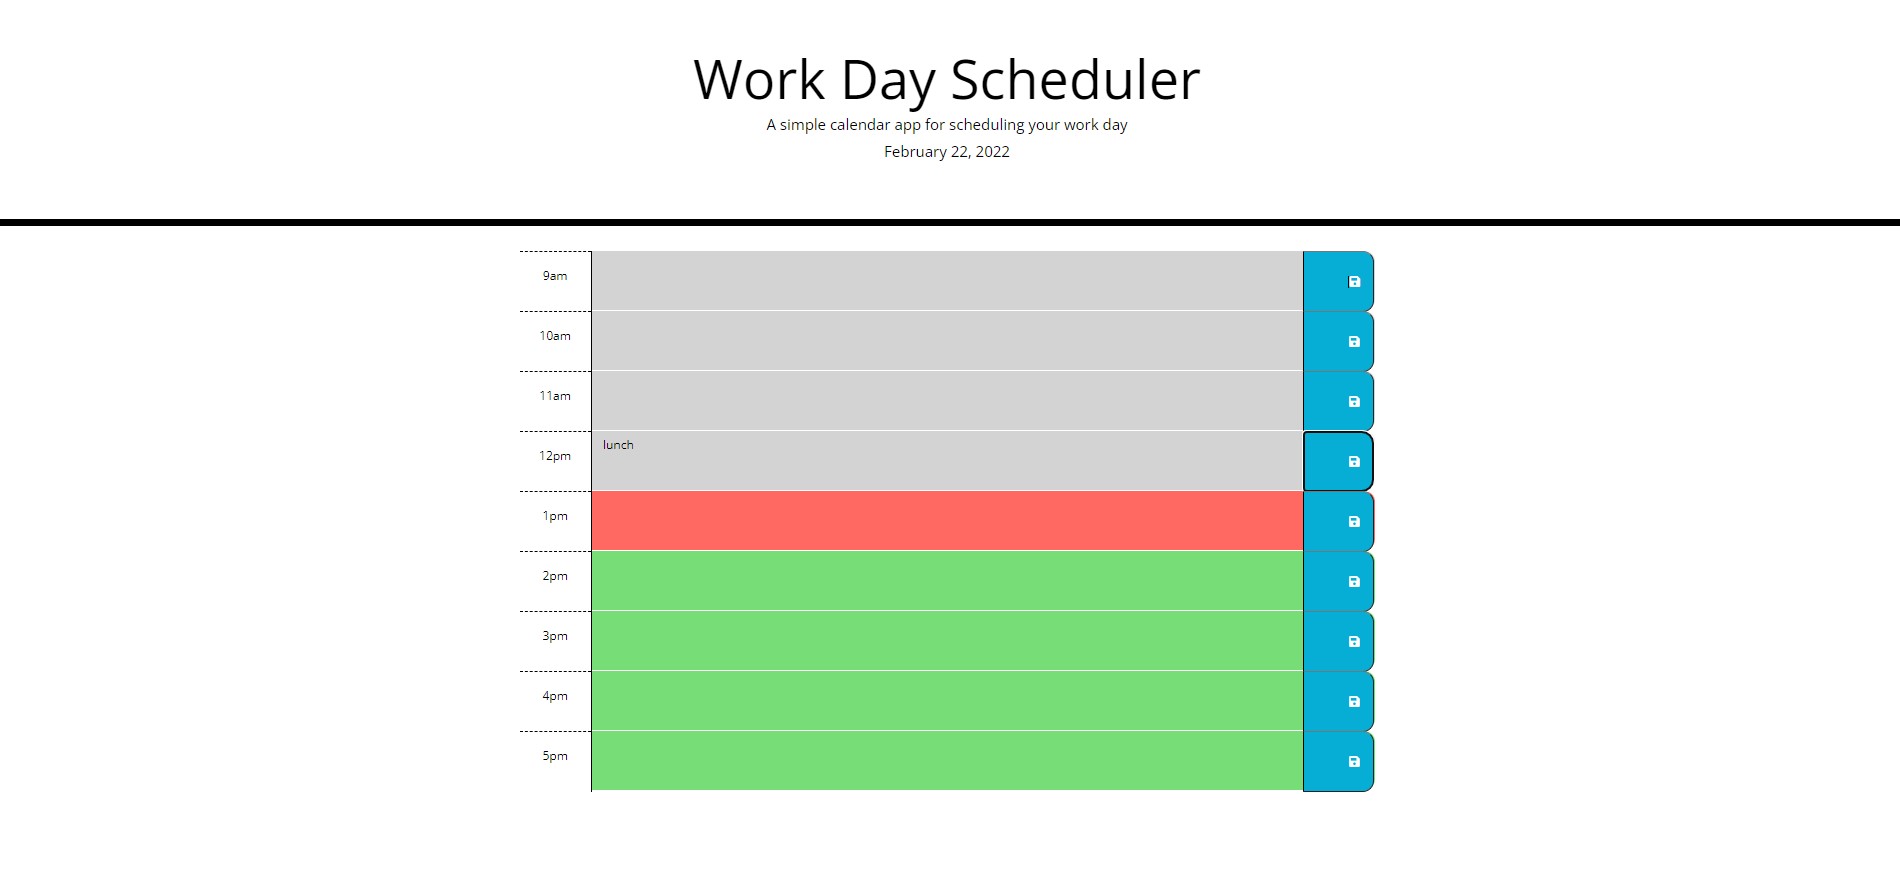 Work Day Scheduler
A simple calendar app for scheduling your work day
February 22, 2022
9am
10am
11am
12pm lunch
1pm
2pm
3pm
4pm
5pm